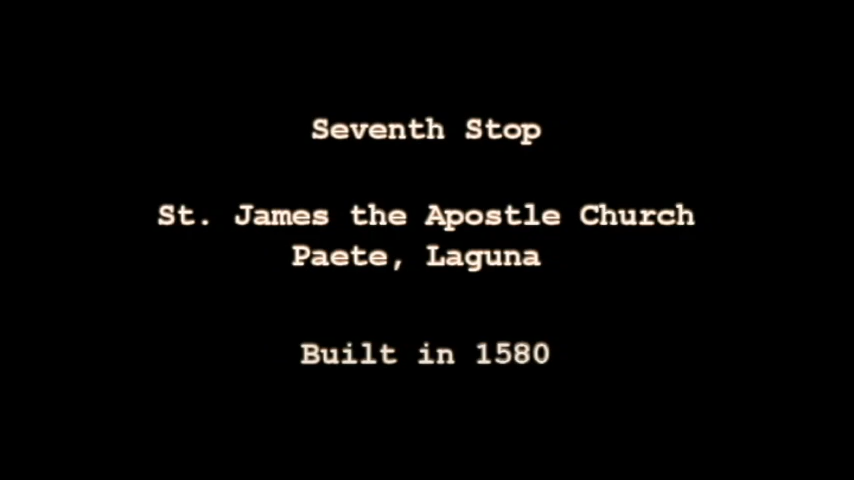 Seventh Stop
St. James the Apostle Church
Paete, Laguna
Built in 1580